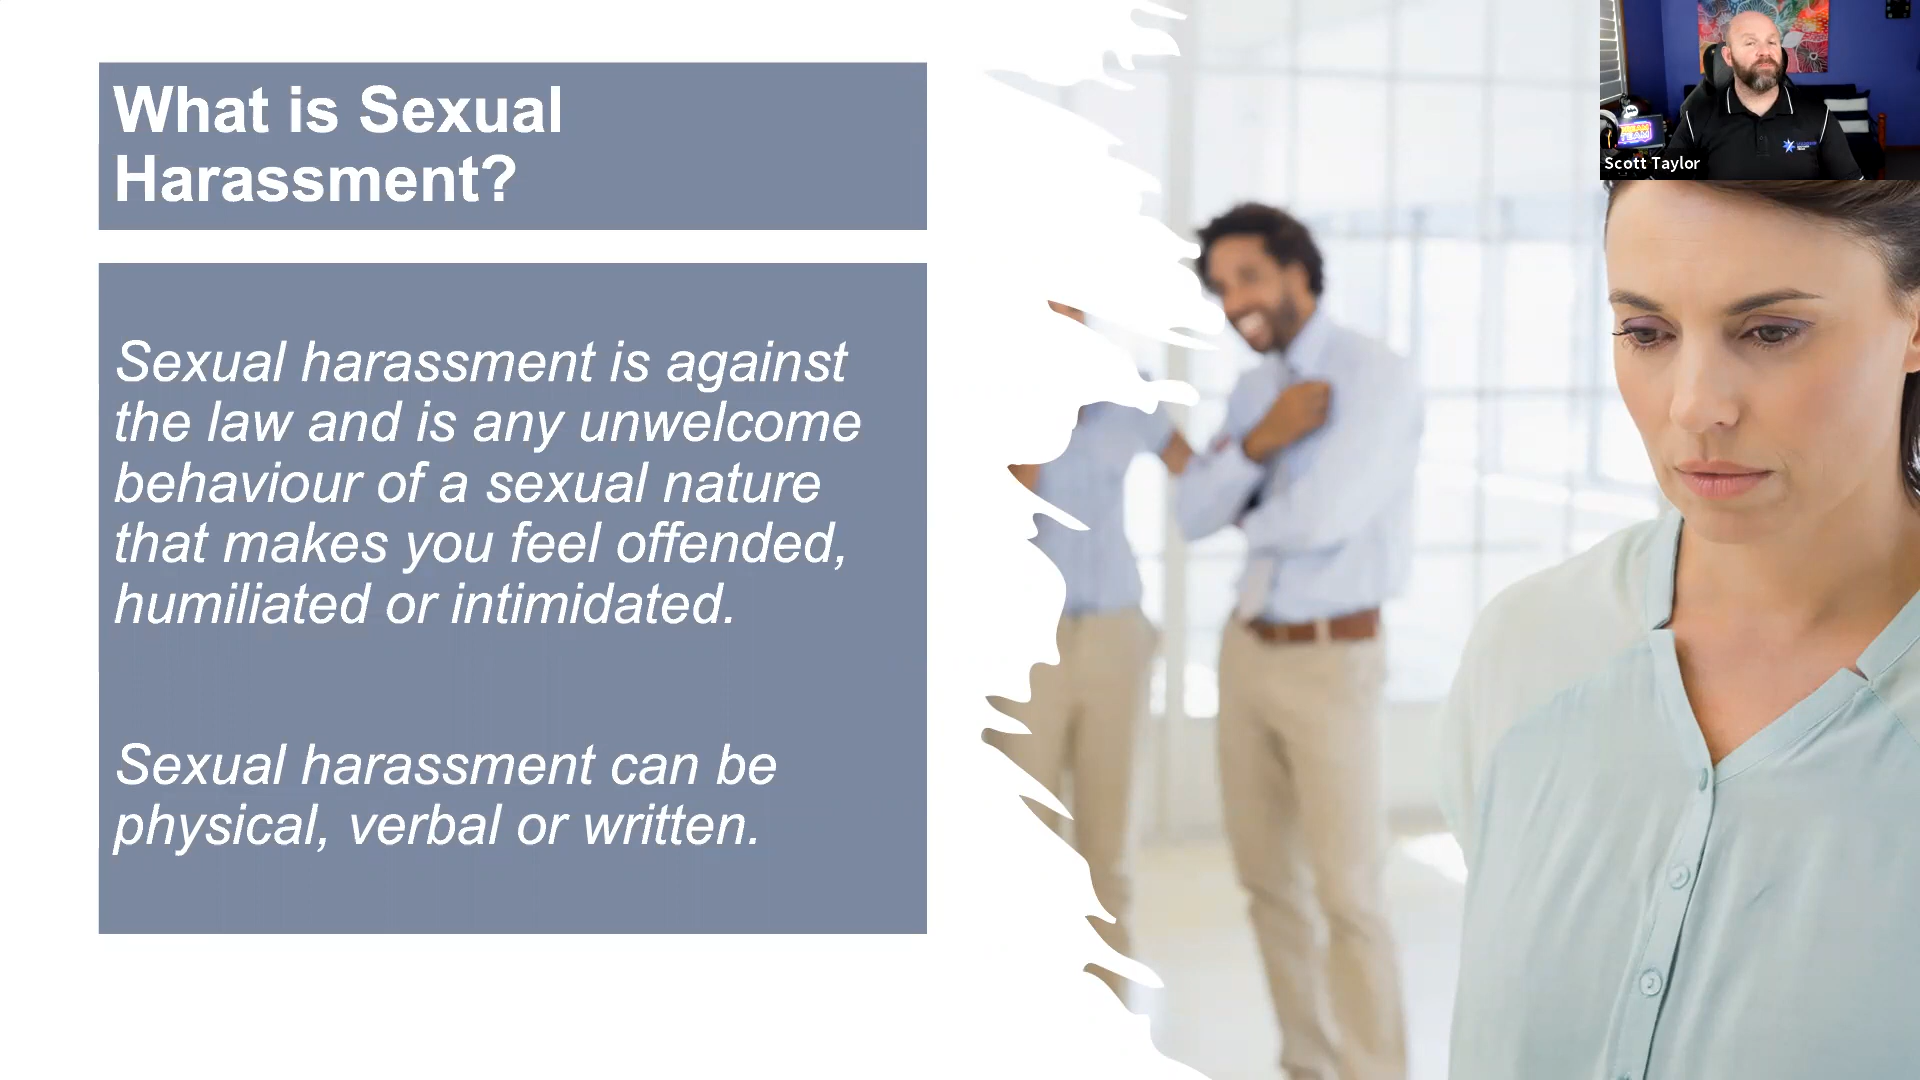 What is Sexual
Harassment?
Sexual harassment is against
the law and is any unwelcome
behaviour of a sexual nature
that makes you feel offended,
humiliated or intimidated.
Sexual harassment can be
physical, verbal or written.
Scott Taylor